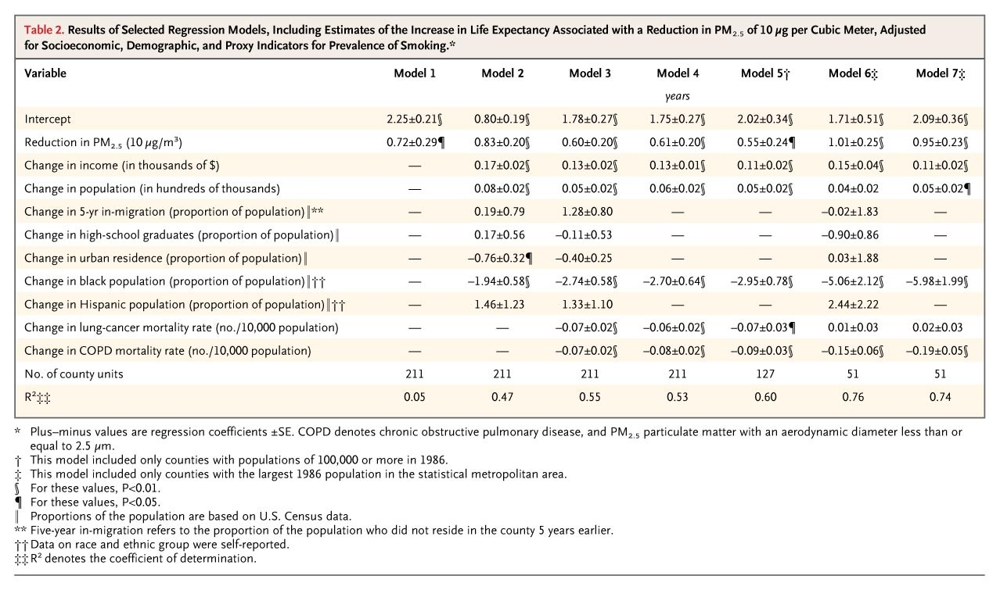 Table 2. Results of Selected Regression Models, Including Estimates of the Increase in Life Expectancy Associated with a Reduction in PM2.5 of 10 µg per Cubic Meter, Adjusted
for Socioeconomic, Demographic, and Proxy Indicators for Prevalence of Smoking.*
Variable Model 1 Model 2 Model 3 Model 4 Model 5† Model 6‡ Model 7‡
years
Intercept 2.25±0.21§ 0.80±0.19§ 1.78±0.27§ 1.75±0.27§ 2.02±0.34§ 1.71±0.51§ 2.09±0.36§
Reduction in PM2.5 (10 µg/m³) 0.72±0.29¶ 0.83±0.20§ 0.60±0.20§ 0.61±0.20§ 0.55±0.24¶ 1.01±0.25§ 0.95±0.23§
Change in income (in thousands of $) — 0.17±0.02§ 0.13±0.02§ 0.13±0.01§ 0.11±0.02§ 0.15±0.04§ 0.11±0.02§
Change in population (in hundreds of thousands) — 0.08±0.02§ 0.05±0.02§ 0.06±0.02§ 0.05±0.02§ 0.04±0.02 0.05±0.02¶
Change in 5-yr in-migration (proportion of population)‖** — 0.19±0.79 1.28±0.80 — — −0.02±1.83 —
Change in high-school graduates (proportion of population)‖ — 0.17±0.56 −0.11±0.53 — — −0.90±0.86 —
Change in urban residence (proportion of population)‖ — −0.76±0.32¶ −0.40±0.25 — — 0.03±1.88 —
Change in black population (proportion of population)‖†† — −1.94±0.58§ −2.74±0.58§ −2.70±0.64§ −2.95±0.78§ −5.06±2.12§ −5.98±1.99§
Change in Hispanic population (proportion of population)‖†† — 1.46±1.23 1.33±1.10 — — 2.44±2.22 —
Change in lung-cancer mortality rate (no./10,000 population) — — −0.07±0.02§ −0.06±0.02§ −0.07±0.03¶ 0.01±0.03 0.02±0.03
Change in COPD mortality rate (no./10,000 population) — — −0.07±0.02§ −0.08±0.02§ −0.09±0.03§ −0.15±0.06§ −0.19±0.05§
No. of county units 211 211 211 211 127 51 51
R²‡‡ 0.05 0.47 0.55 0.53 0.60 0.76 0.74
* Plus–minus values are regression coefficients ±SE. COPD denotes chronic obstructive pulmonary disease, and PM2.5 particulate matter with an aerodynamic diameter less than or
equal to 2.5 µm.
† This model included only counties with populations of 100,000 or more in 1986.
‡ This model included only counties with the largest 1986 population in the statistical metropolitan area.
§ For these values, P<0.01.
¶ For these values, P<0.05.
‖ Proportions of the population are based on U.S. Census data.
** Five-year in-migration refers to the proportion of the population who did not reside in the county 5 years earlier.
†† Data on race and ethnic group were self-reported.
‡‡ R² denotes the coefficient of determination.